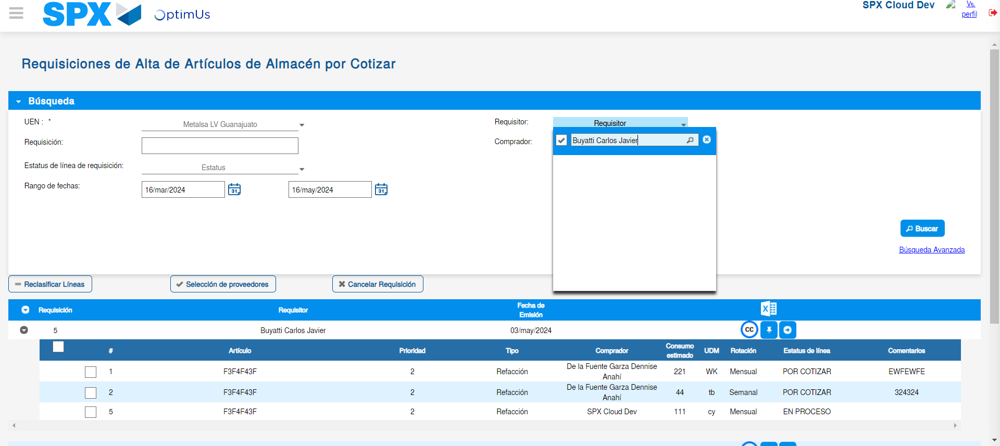 SPX OptimUs
SPX Cloud Dev
Ve
perfil
Requisiciones de Alta de Artículos de Almacén por Cotizar
Búsqueda
UEN : *
Metalsa LV Guanajuato
Requisitor:
Requisitor
Requisición:
Comprador:
Buyatti Carlos Javier
Estatus de línea de requisición:
Estatus
Rango de fechas:
16/mar/2024
31
16/may/2024
31
Buscar
Búsqueda Avanzada
Reclasificar Líneas
Selección de proveedores
Cancelar Requisición
Requisición
Requisitor
Fecha de
Emisión
5 Buyatti Carlos Javier 03/may/2024 CC
# Artículo Prioridad Tipo Comprador Consumo estimado UDM Rotación Estatus de línea Comentarios
1 F3F4F43F 2 Refacción De la Fuente Garza Dennise Anahí 221 WK Mensual POR COTIZAR EWFEWFE
2 F3F4F43F 2 Refacción De la Fuente Garza Dennise Anahí 44 tb Semanal POR COTIZAR 324324
5 F3F4F43F 2 Refacción SPX Cloud Dev 111 cy Mensual EN PROCESO